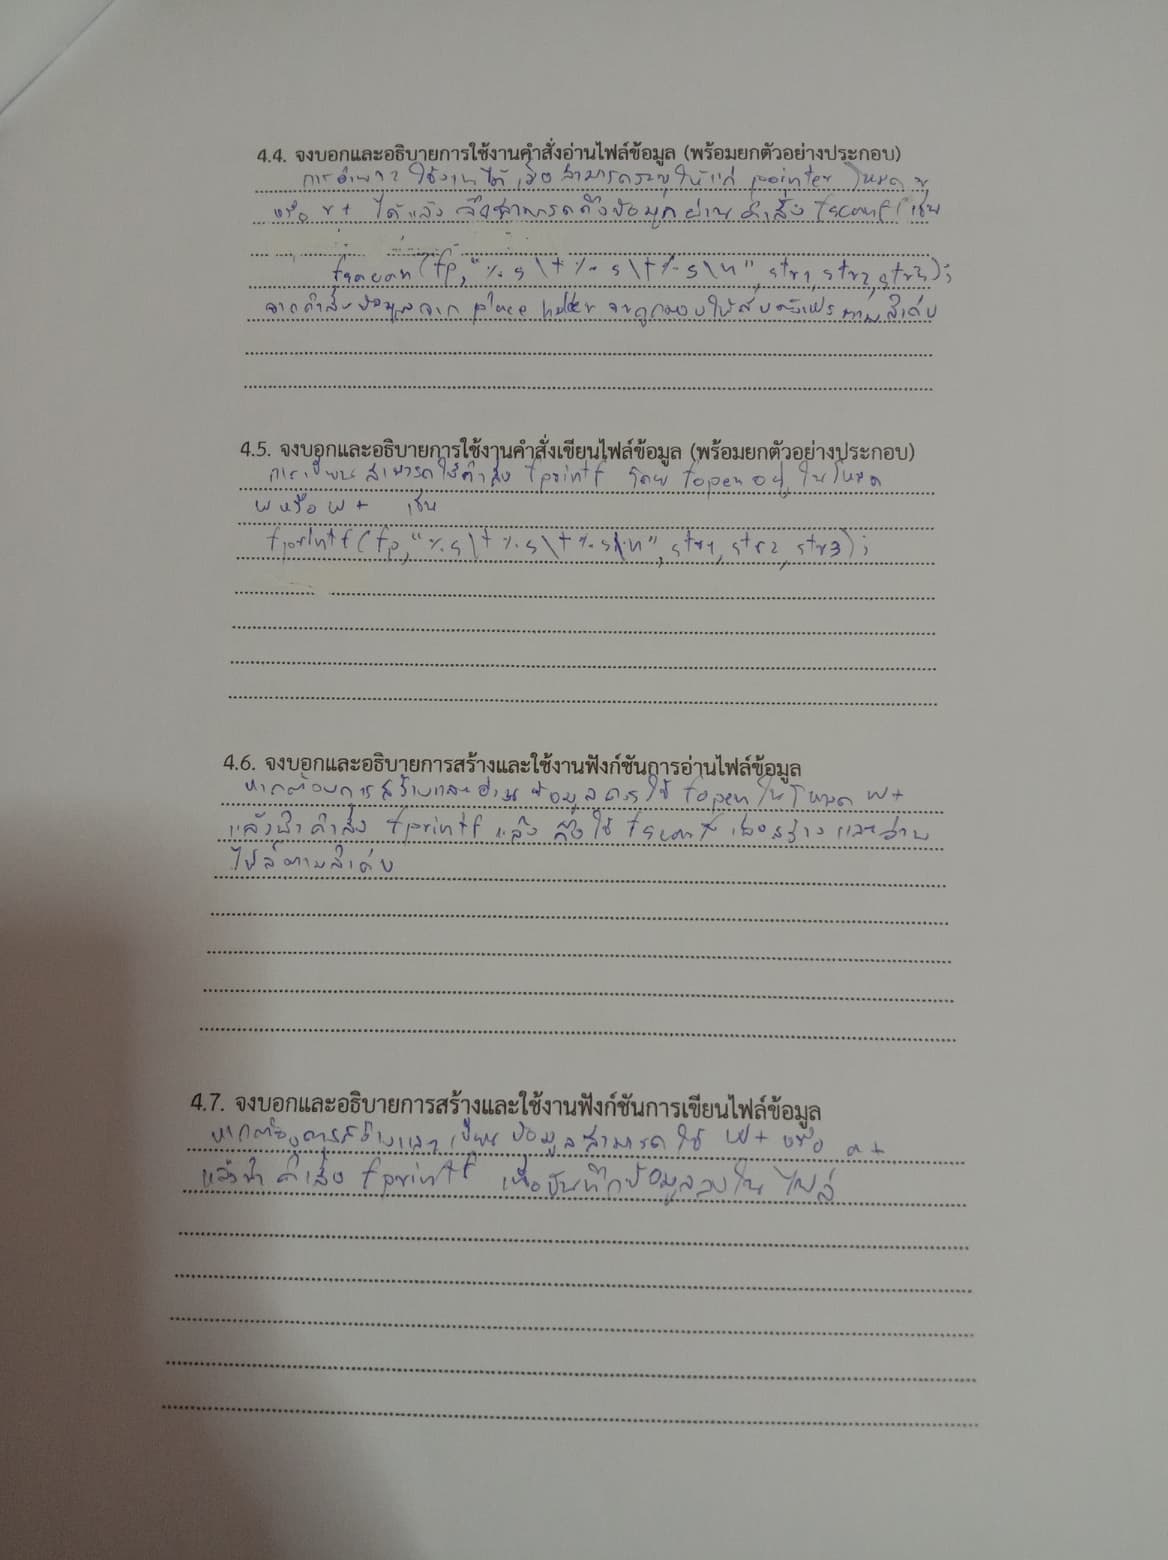 4.4. จงบอกและอธิบายการใช้งานคำสั่งอ่านไฟล์ข้อมูล (พร้อมยกตัวอย่างประกอบ)
การอ่าน ใช้งานได้ เมื่อ สามารถระบุให้แก่ pointer โหมด r
หรือ r+ ได้แล้ว จึงสามารถดึงข้อมูลผ่าน คำสั่ง fscanf เช่น
(fp, "%s\t%s\t%s\n", str1, str2, str3);
จากคำสั่ง ข้อมูลจาก place holder จะถูกมอบให้กับตัวแปร ตามลำดับ
4.5. จงบอกและอธิบายการใช้งานคำสั่งเขียนไฟล์ข้อมูล (พร้อมยกตัวอย่างประกอบ)
การเขียน สามารถใช้คำสั่ง fprintf โดย fopen อยู่ ในโหมด
w หรือ w+ เช่น
fprintf(fp, "%s\t%s\t%s\n", str1, str2, str3);
4.6. จงบอกและอธิบายการสร้างและใช้งานฟังก์ชันการอ่านไฟล์ข้อมูล
หากต้องการสร้างและอ่าน ข้อมูล ควรใช้ fopen ในโหมด w+
แล้วนำ คำสั่ง fprintf แล้ว จึงใช้ fscanf เพื่อสร้าง และอ่าน
ไฟล์ตามลำดับ
4.7. จงบอกและอธิบายการสร้างและใช้งานฟังก์ชันการเขียนไฟล์ข้อมูล
หากต้องการสร้างและ เขียน ข้อมูลสามารถ ใช้ w+ หรือ a+
แล้วนำ คำสั่ง fprintf เพื่อบันทึกข้อมูลลงใน ไฟล์